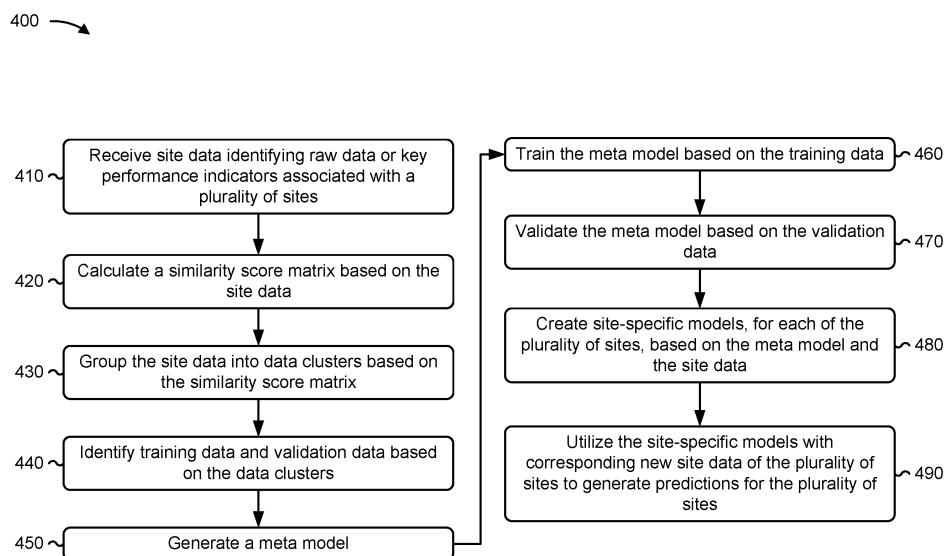 400
410
Receive site data identifying raw data or key
performance indicators associated with a
plurality of sites
420
Calculate a similarity score matrix based on the
site data
430
Group the site data into data clusters based on
the similarity score matrix
440
Identify training data and validation data based
on the data clusters
450
Generate a meta model
Train the meta model based on the training data
460
Validate the meta model based on the validation
data
470
Create site-specific models, for each of the
plurality of sites, based on the meta model and
the site data
480
Utilize the site-specific models with
corresponding new site data of the plurality of
sites to generate predictions for the plurality of
sites
490